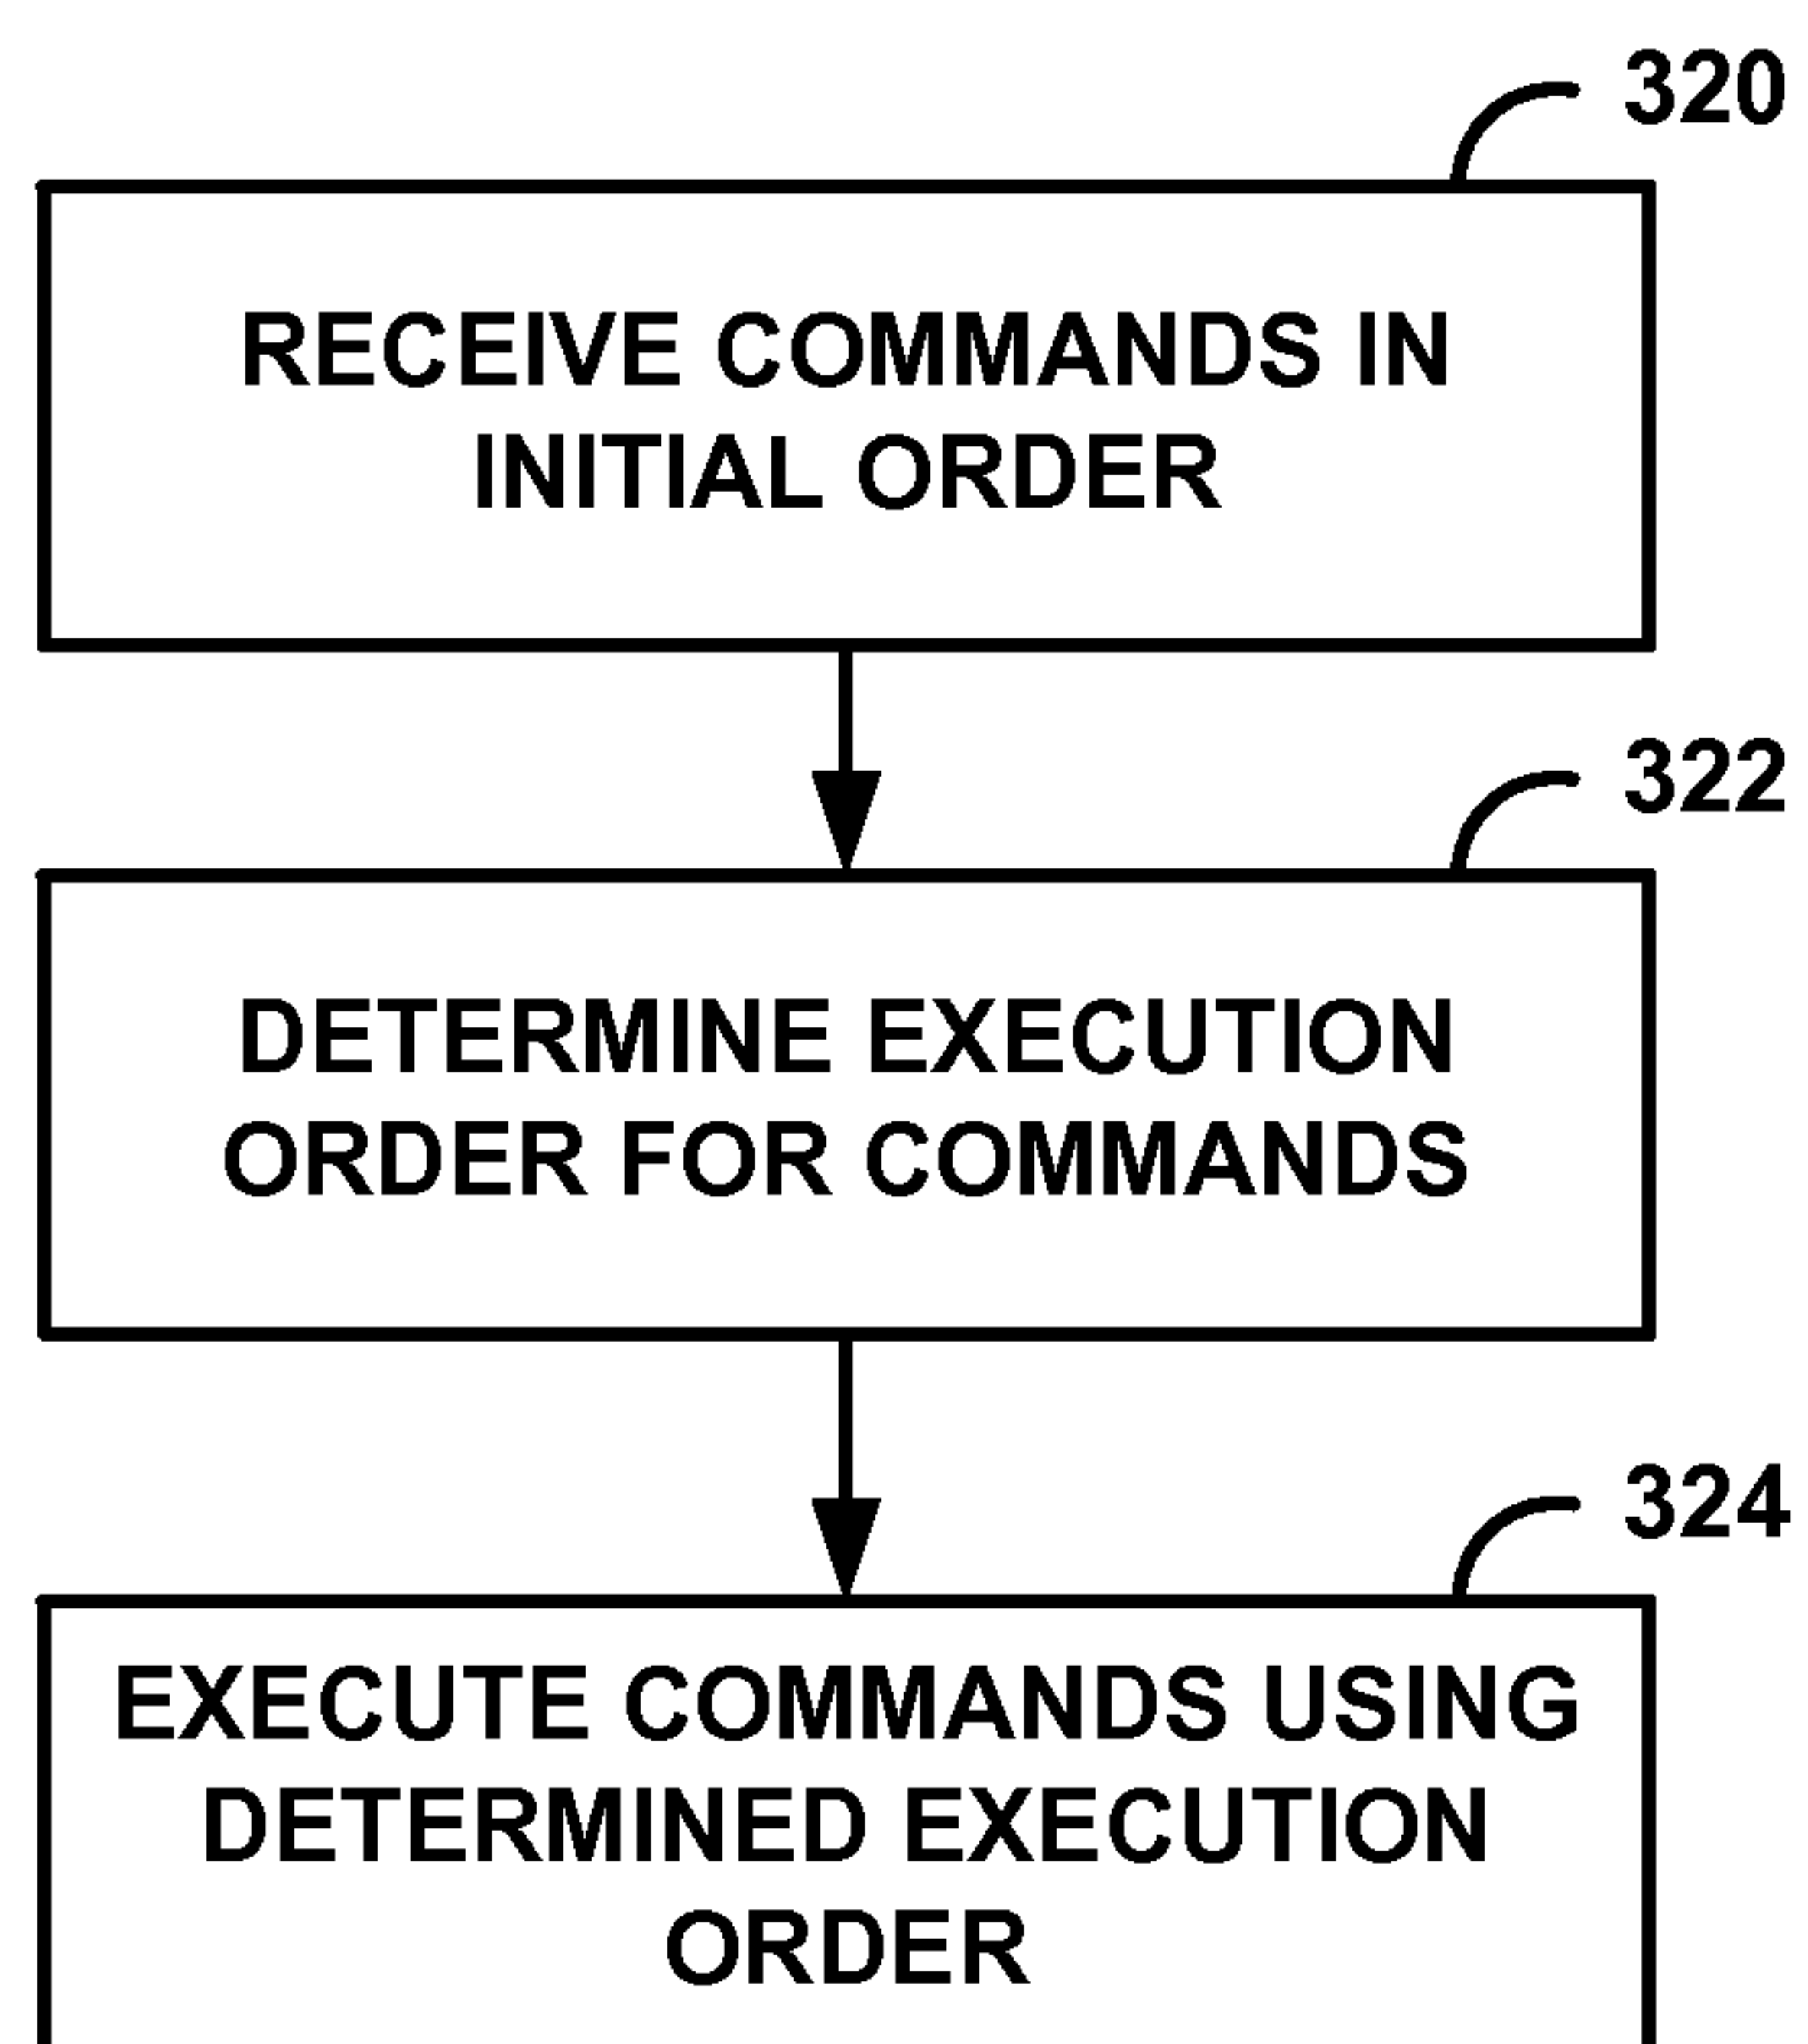 320
RECEIVE COMMANDS IN
INITIAL ORDER
322
DETERMINE EXECUTION
ORDER FOR COMMANDS
324
EXECUTE COMMANDS USING
DETERMINED EXECUTION
ORDER